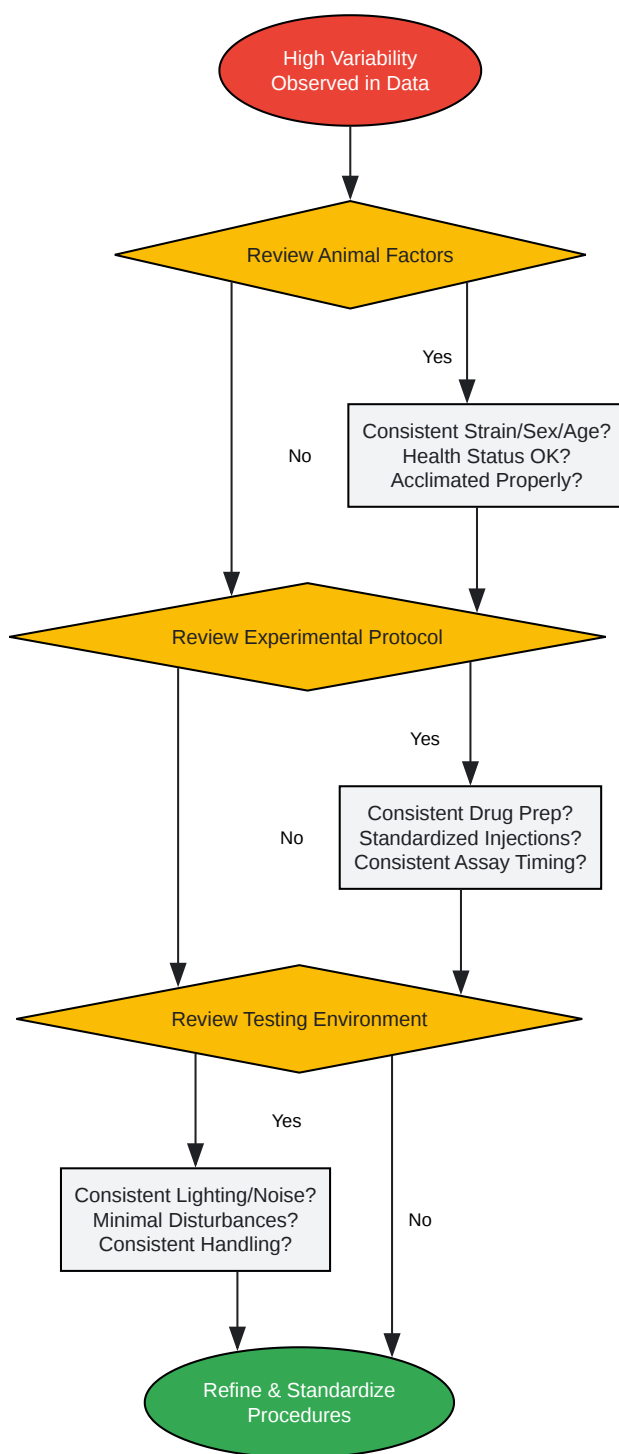 High Variability
Observed in Data
Review Animal Factors
Yes
Consistent Strain/Sex/Age?
Health Status OK?
Acclimated Properly?
No
Review Experimental Protocol
Yes
Consistent Drug Prep?
Standardized Injections?
Consistent Assay Timing?
No
Review Testing Environment
Yes
Consistent Lighting/Noise?
Minimal Disturbances?
Consistent Handling?
No
Refine & Standardize
Procedures